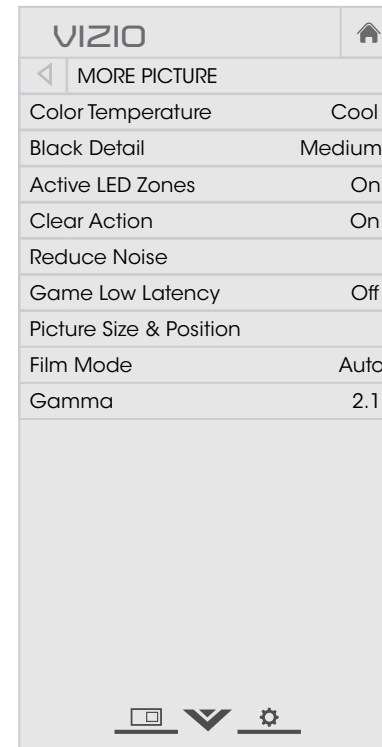 VIZIO
MORE PICTURE
Color Temperature Cool
Black Detail Medium
Active LED Zones On
Clear Action On
Reduce Noise
Game Low Latency Off
Picture Size & Position
Film Mode Auto
Gamma 2.1